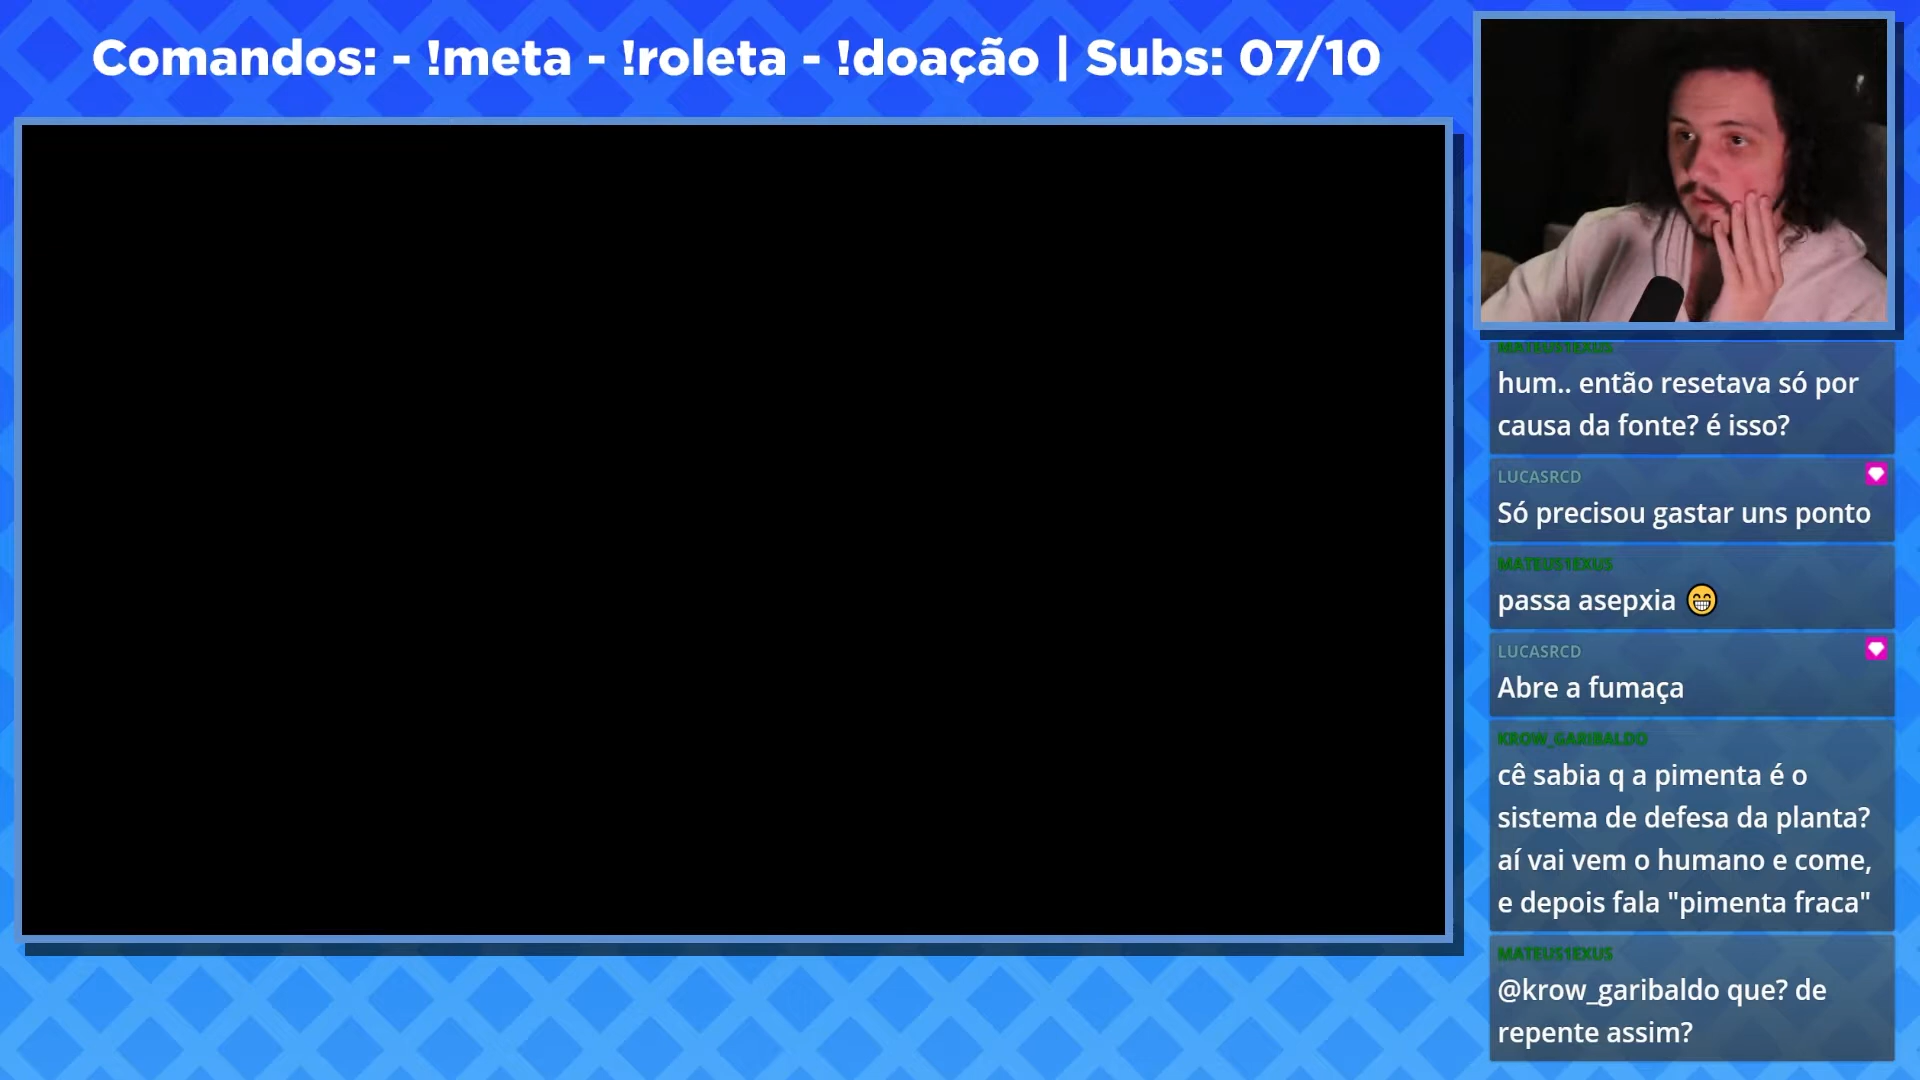 Comandos: - !meta - !roleta - !doação | Subs: 07/10
MATEUS1EXUS
hum.. então resetava só por
causa da fonte? é isso?
LUCASRCD
Só precisou gastar uns ponto
MATEUS1EXUS
passa asepxia 😁
LUCASRCD
Abre a fumaça
KROW_GARIBALDO
cê sabia q a pimenta é o
sistema de defesa da planta?
aí vai vem o humano e come,
e depois fala "pimenta fraca"
MATEUS1EXUS
@krow_garibaldo que? de
repente assim?